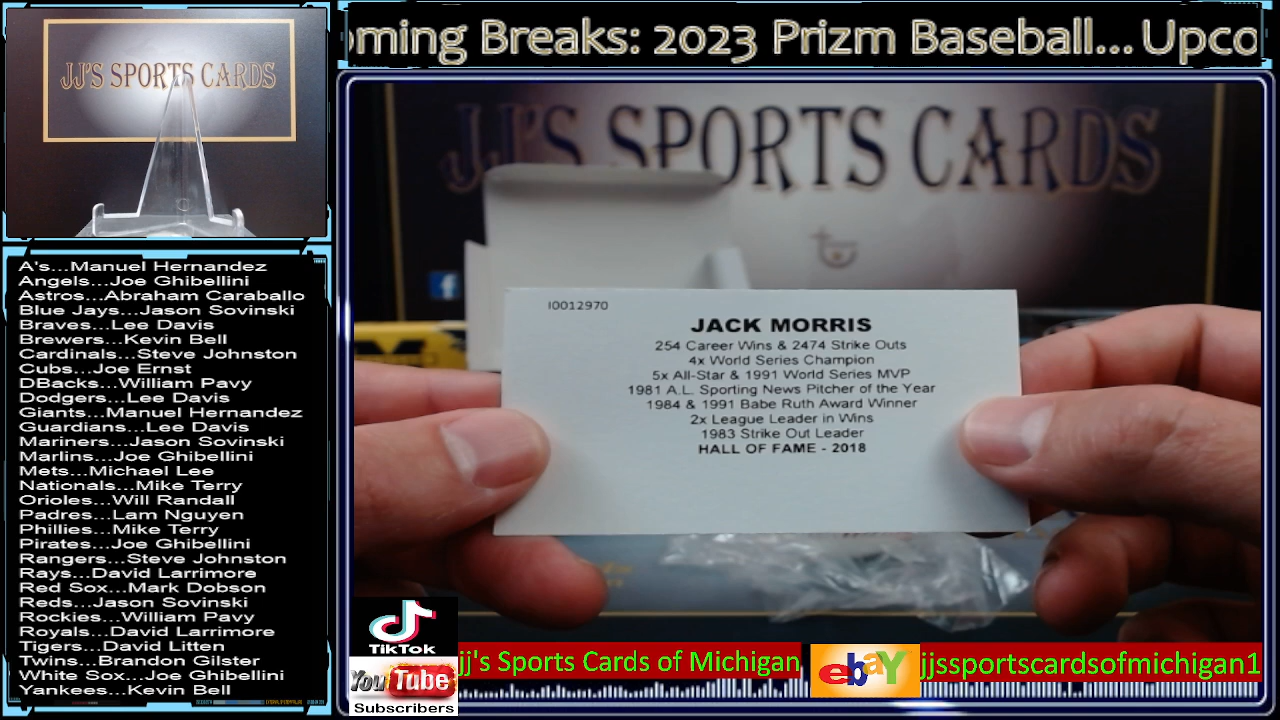 oming Breaks: 2023 Prizm Baseball... Upco
JJ'S SPORTS CARDS
JJ'S SPORTS CARDS
I0012970
JACK MORRIS
254 Career Wins & 2474 Strike Outs
4x World Series Champion
5x All-Star & 1991 World Series MVP
1981 A.L. Sporting News Pitcher of the Year
1984 & 1991 Babe Ruth Award Winner
2x League Leader in Wins
1983 Strike Out Leader
HALL OF FAME - 2018
A's...Manuel Hernandez
Angels...Joe Ghibellini
Astros...Abraham Caraballo
Blue Jays...Jason Sovinski
Braves...Lee Davis
Brewers...Kevin Bell
Cardinals...Steve Johnston
Cubs...Joe Ernst
DBacks...William Pavy
Dodgers...Lee Davis
Giants...Manuel Hernandez
Guardians...Lee Davis
Mariners...Jason Sovinski
Marlins...Joe Ghibellini
Mets...Michael Lee
Nationals...Mike Terry
Orioles...Will Randall
Padres...Lam Nguyen
Phillies...Mike Terry
Pirates...Joe Ghibellini
Rangers...Steve Johnston
Rays...David Larrimore
Red Sox...Mark Dobson
Reds...Jason Sovinski
Rockies...William Pavy
Royals...David Larrimore
Tigers...David Litten
Twins...Brandon Gilster
White Sox...Joe Ghibellini
Yankees...Kevin Bell
TikTok
YouTube
Subscribers
jj's Sports Cards of Michigan
ebay
jjssportscardsofmichigan1